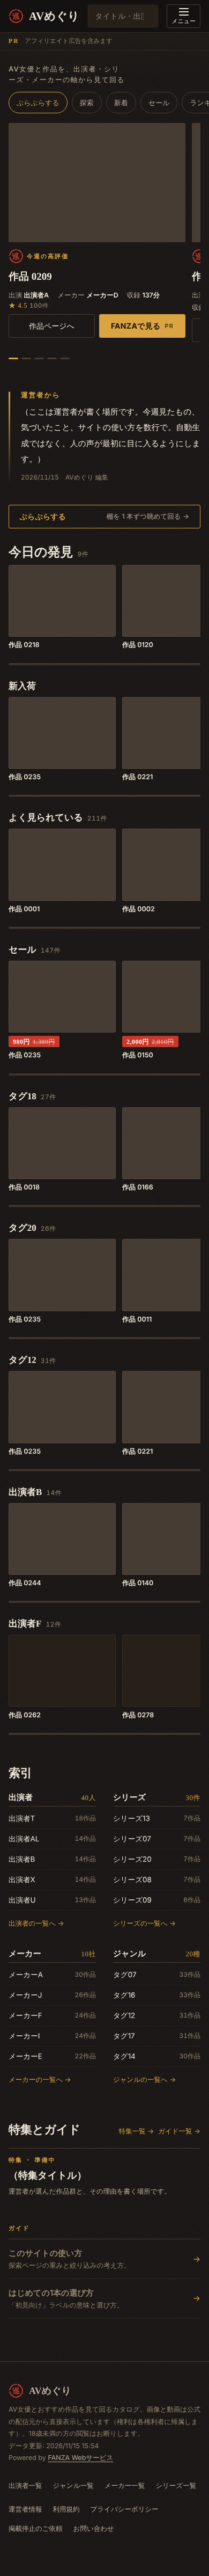 巡 AVめぐり タイトル・出 メニュー
PR アフィリエイト広告を含みます
AV女優と作品を、出演者・シリ
ーズ・メーカーの軸から見て回る
ぷらぷらする 探索 新着 セール ランキ
巡 今週の高評価
作品 0209
出演 出演者A メーカー メーカーD 収録 137分
★ 4.5 100件
作品ページへ FANZAで見る PR
運営者から
（ここは運営者が書く場所です。今週見たもの、
気づいたこと、サイトの使い方を数行で。自動生
成ではなく、人の声が最初に目に入るようにしま
す。）
2026/11/15 · AVめぐり 編集
ぷらぷらする 棚を1本ずつ眺めて回る →
今日の発見 9件
作品 0218 作品 0120
新入荷
作品 0235 作品 0221
よく見られている 211件
作品 0001 作品 0002
セール 147件
980円 1,380円 2,000円 2,810円
作品 0235 作品 0150
タグ18 27件
作品 0018 作品 0166
タグ20 26件
作品 0235 作品 0011
タグ12 31件
作品 0235 作品 0221
出演者B 14件
作品 0244 作品 0140
出演者F 12件
作品 0262 作品 0278
索引
出演者 40人
出演者T 18作品
出演者AL 14作品
出演者B 14作品
出演者X 14作品
出演者U 13作品
出演者の一覧へ →
シリーズ 30件
シリーズ13 7作品
シリーズ07 7作品
シリーズ20 7作品
シリーズ08 7作品
シリーズ09 8作品
シリーズの一覧へ →
メーカー 10社
メーカーA 30作品
メーカーJ 26作品
メーカーF 24作品
メーカーI 24作品
メーカーE 22作品
メーカーの一覧へ →
ジャンル 20種
タグ07 33作品
タグ16 33作品
タグ12 31作品
タグ17 31作品
タグ14 30作品
ジャンルの一覧へ →
特集とガイド 特集一覧 → ガイド一覧 →
特集 · 準備中
（特集タイトル）
運営者が選んだ作品群と、その理由を書く場所です。
ガイド
このサイトの使い方
探索ページの重みと絞り込みの考え方。 →
はじめての1本の選び方
「初見向け」ラベルの意味と選び方。 →
巡 AVめぐり
AV女優とおすすめ作品を見て回るカタログ。画像と動画は公式
の配信元から直接表示しています（権利は各権利者に帰属しま
す）。18歳未満の方の閲覧はお断りします。
データ更新: 2026/11/15 15:54
Powered by FANZA Webサービス
出演者一覧 ジャンル一覧 メーカー一覧 シリーズ一覧
運営者情報 利用規約 プライバシーポリシー
掲載停止のご依頼 お問い合わせ